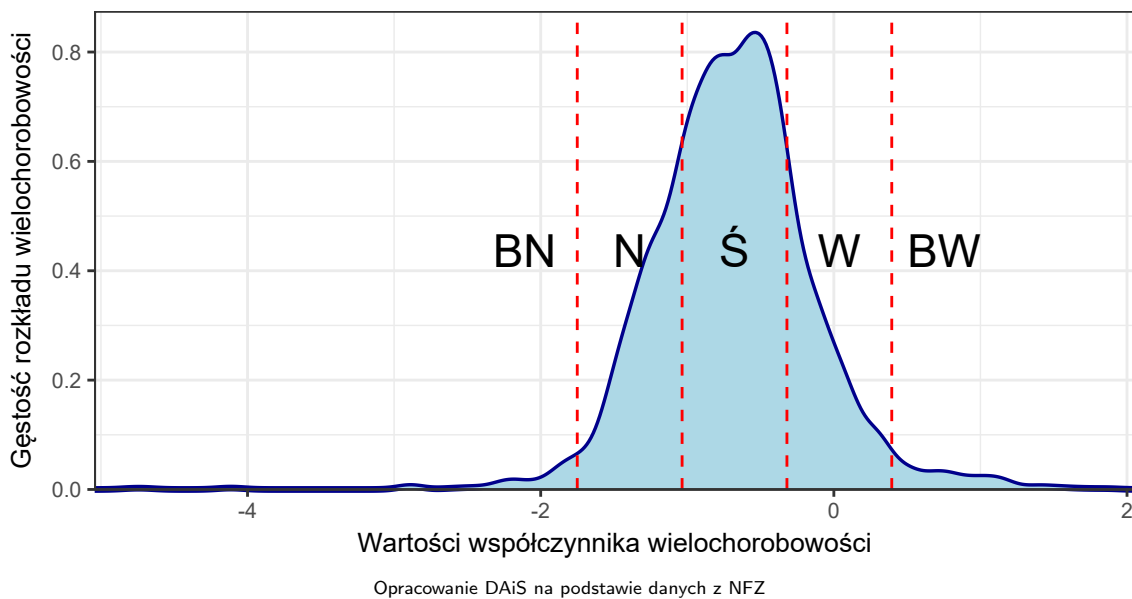 Gęstość rozkładu wielochorobowości
0.8
0.6
0.4
0.2
0.0
BN N Ś W BW
-4 -2 0 2
Wartości współczynnika wielochorobowości
Opracowanie DAiS na podstawie danych z NFZ